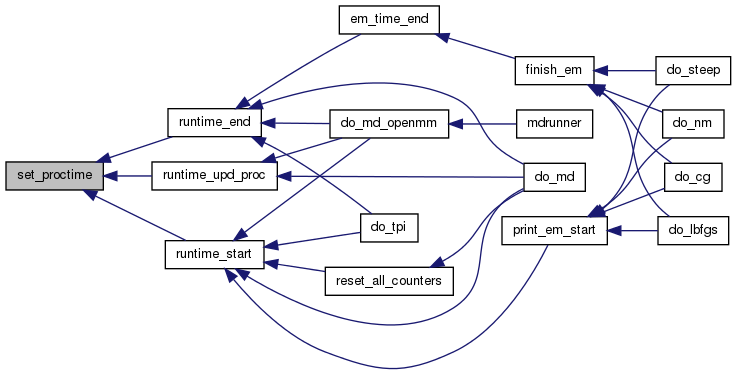 em_time_end
finish_em
do_steep
runtime_end
do_md_openmm
mdrunner
do_nm
set_proctime
runtime_upd_proc
do_md
do_cg
do_tpi
print_em_start
do_lbfgs
runtime_start
reset_all_counters